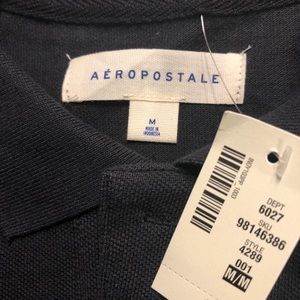 AÉROPOSTALE
M
MADE IN
INDONESIA
DEPT
6027
SKU
98146386
STYLE
4289
001
M/M